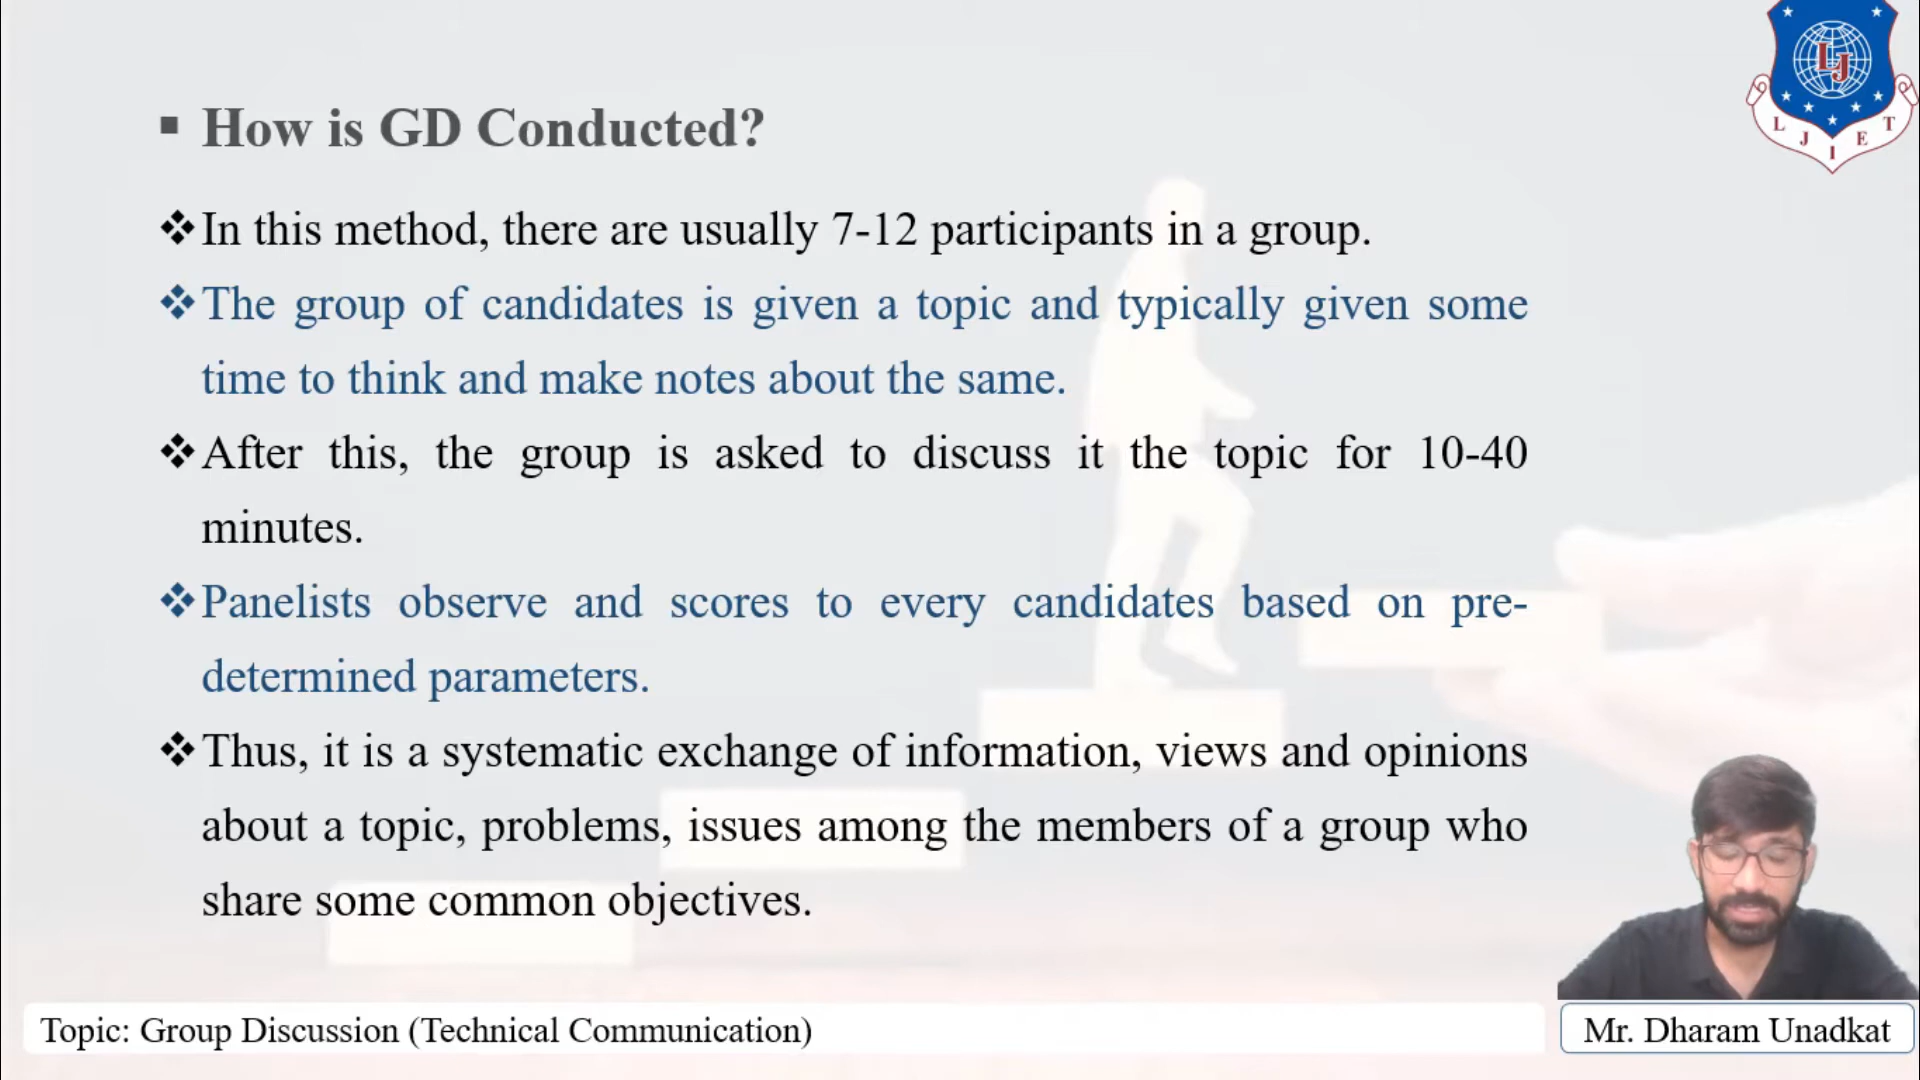 LJ
L J I E T
▪ How is GD Conducted?
❖In this method, there are usually 7-12 participants in a group.
❖The group of candidates is given a topic and typically given some
time to think and make notes about the same.
❖After this, the group is asked to discuss it the topic for 10-40
minutes.
❖Panelists observe and scores to every candidates based on pre-
determined parameters.
❖Thus, it is a systematic exchange of information, views and opinions
about a topic, problems, issues among the members of a group who
share some common objectives.
Topic: Group Discussion (Technical Communication)
Mr. Dharam Unadkat